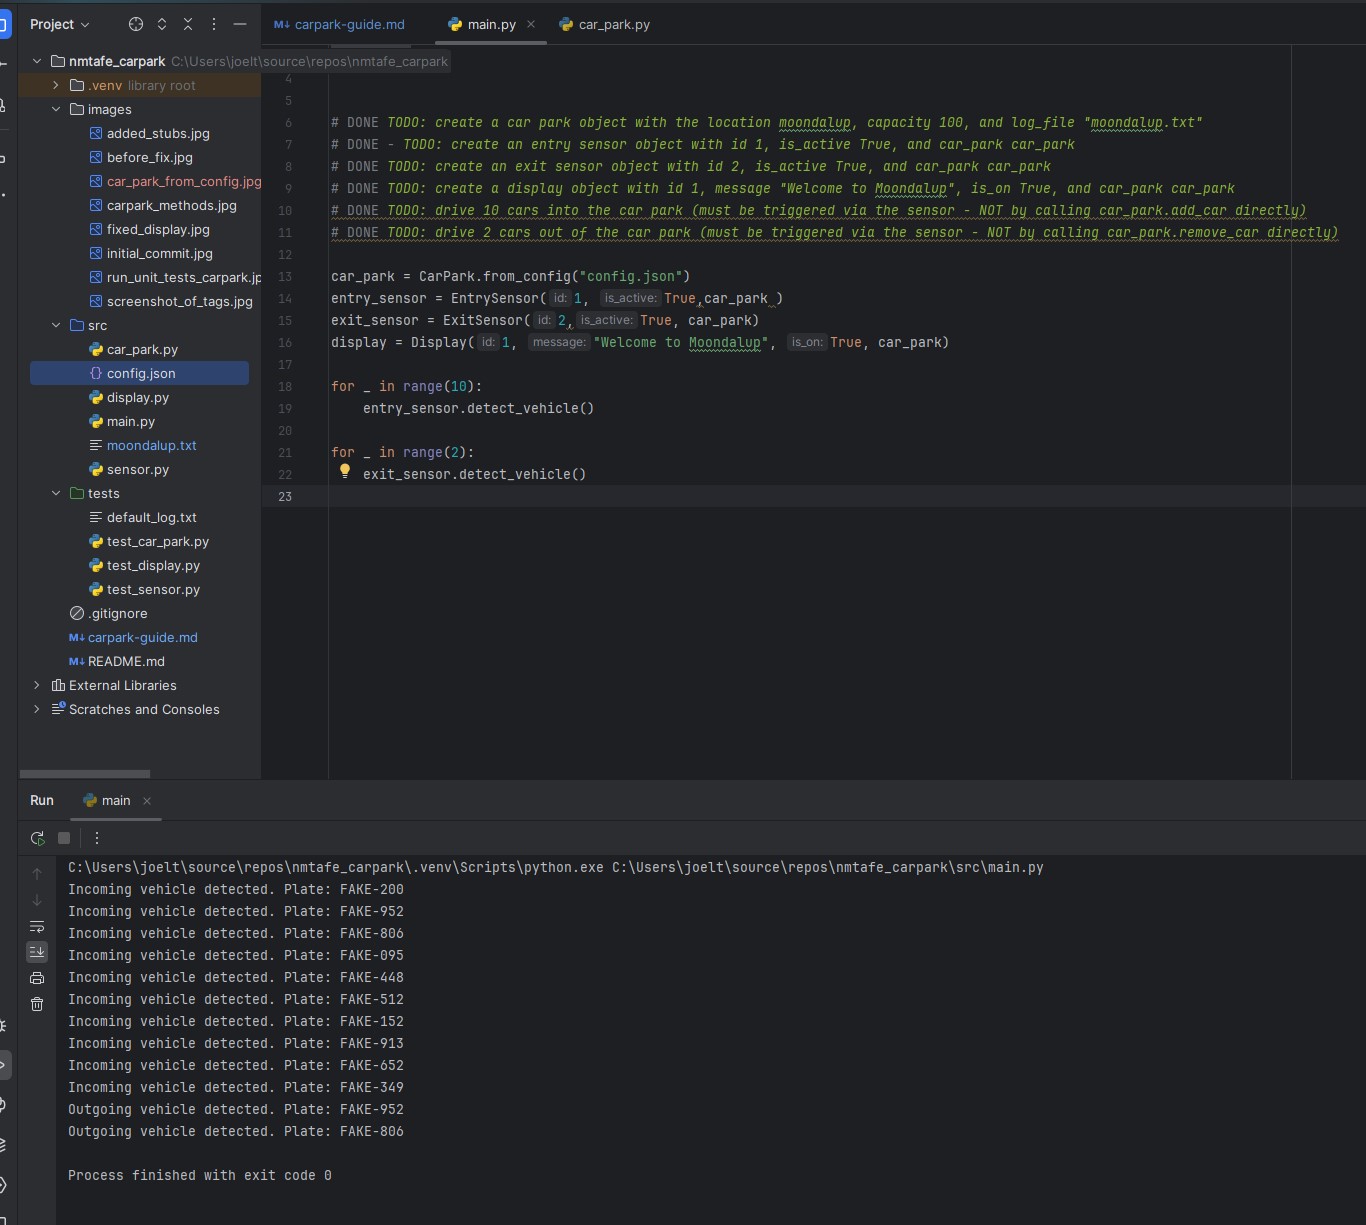 Project
carpark-guide.md
main.py
car_park.py
nmtafe_carpark C:\Users\joelt\source\repos\nmtafe_carpark
.venv library root
images
added_stubs.jpg
before_fix.jpg
car_park_from_config.jpg
carpark_methods.jpg
fixed_display.jpg
initial_commit.jpg
run_unit_tests_carpark.jp
screenshot_of_tags.jpg
src
car_park.py
{} config.json
display.py
main.py
moondalup.txt
sensor.py
tests
default_log.txt
test_car_park.py
test_display.py
test_sensor.py
.gitignore
M↓ carpark-guide.md
M↓ README.md
External Libraries
Scratches and Consoles
4
5
6 # DONE TODO: create a car park object with the location moondalup, capacity 100, and log_file "moondalup.txt"
7 # DONE - TODO: create an entry sensor object with id 1, is_active True, and car_park car_park
8 # DONE TODO: create an exit sensor object with id 2, is_active True, and car_park car_park
9 # DONE TODO: create a display object with id 1, message "Welcome to Moondalup", is_on True, and car_park car_park
10 # DONE TODO: drive 10 cars into the car park (must be triggered via the sensor - NOT by calling car_park.add_car directly)
11 # DONE TODO: drive 2 cars out of the car park (must be triggered via the sensor - NOT by calling car_park.remove_car directly)
12
13 car_park = CarPark.from_config("config.json")
14 entry_sensor = EntrySensor( id: 1, is_active: True,car_park )
15 exit_sensor = ExitSensor( id: 2, is_active: True, car_park)
16 display = Display( id: 1, message: "Welcome to Moondalup", is_on: True, car_park)
17
18 for _ in range(10):
19 entry_sensor.detect_vehicle()
20
21 for _ in range(2):
22 exit_sensor.detect_vehicle()
23
Run main
C:\Users\joelt\source\repos\nmtafe_carpark\.venv\Scripts\python.exe C:\Users\joelt\source\repos\nmtafe_carpark\src\main.py
Incoming vehicle detected. Plate: FAKE-200
Incoming vehicle detected. Plate: FAKE-952
Incoming vehicle detected. Plate: FAKE-806
Incoming vehicle detected. Plate: FAKE-095
Incoming vehicle detected. Plate: FAKE-448
Incoming vehicle detected. Plate: FAKE-512
Incoming vehicle detected. Plate: FAKE-152
Incoming vehicle detected. Plate: FAKE-913
Incoming vehicle detected. Plate: FAKE-652
Incoming vehicle detected. Plate: FAKE-349
Outgoing vehicle detected. Plate: FAKE-952
Outgoing vehicle detected. Plate: FAKE-806
Process finished with exit code 0